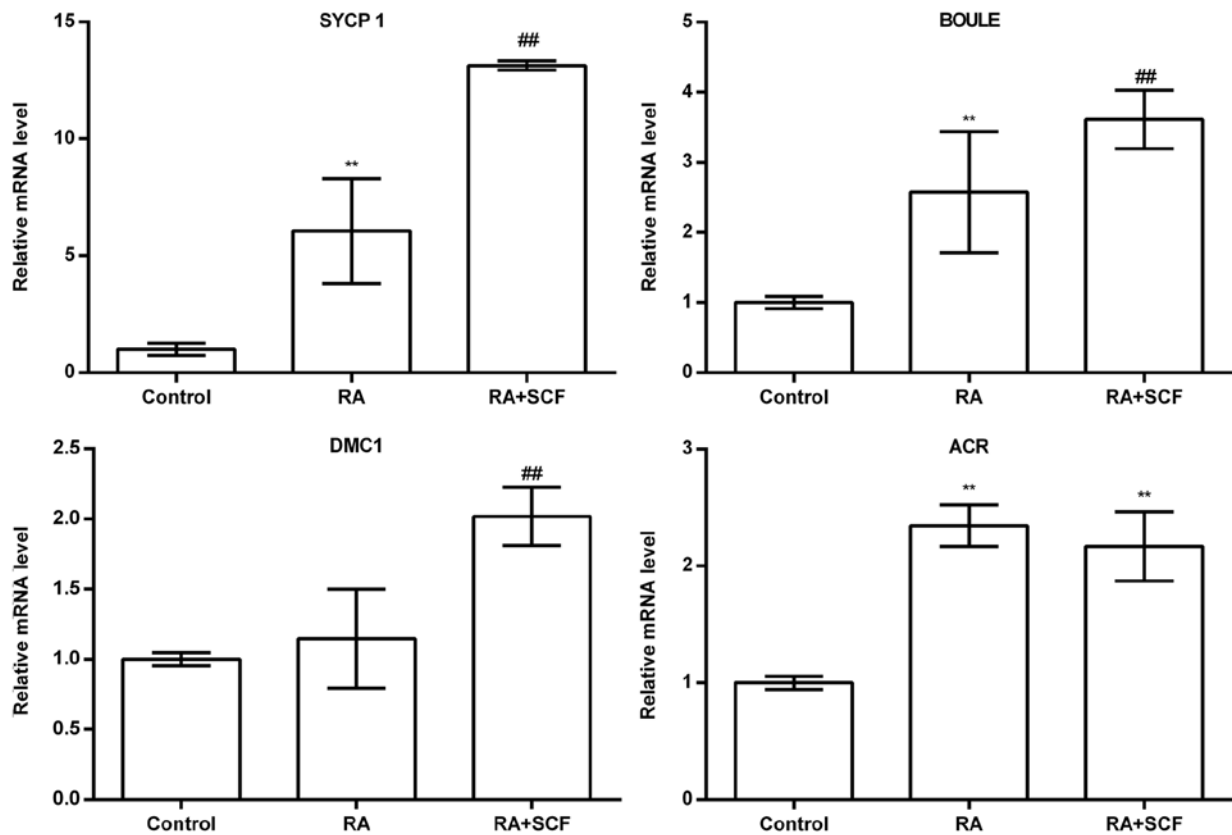 SYCP 1
Relative mRNA level
15
10
5
0
##
**
Control
RA
RA+SCF
BOULE
Relative mRNA level
5
4
3
2
1
0
##
**
Control
RA
RA+SCF
DMC1
Relative mRNA level
2.5
2.0
1.5
1.0
0.5
0.0
##
Control
RA
RA+SCF
ACR
Relative mRNA level
3
2
1
0
**
**
Control
RA
RA+SCF